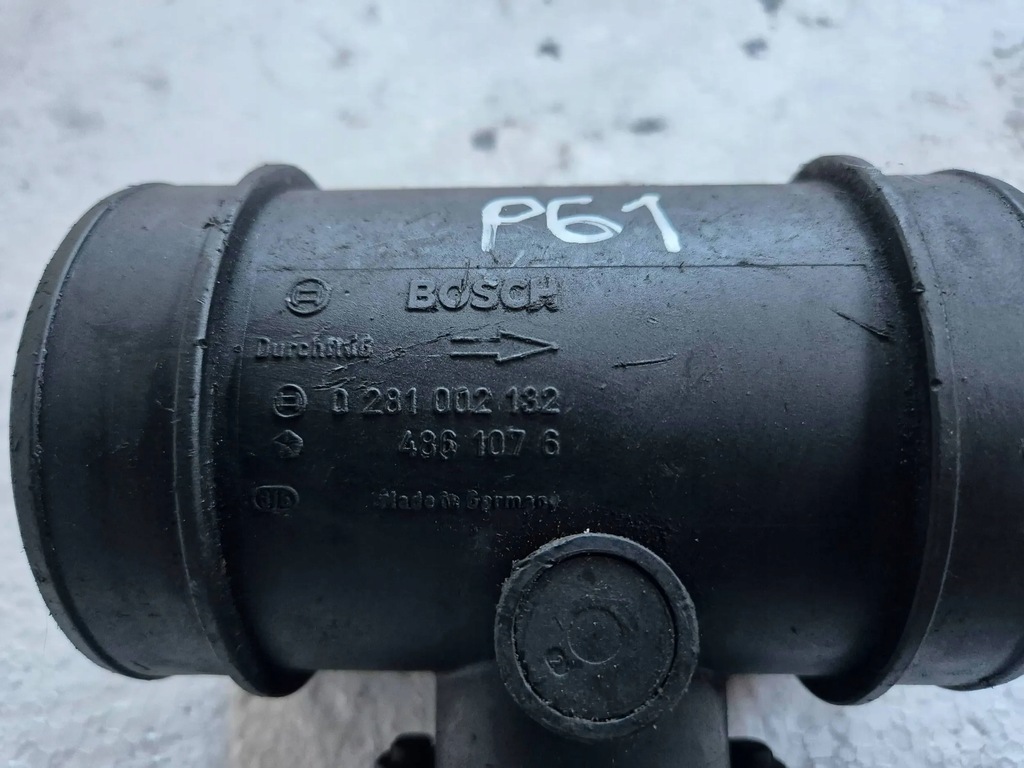 P61
BOSCH
Durchfluß
0 281 002 132
486 107 6
Made in Germany